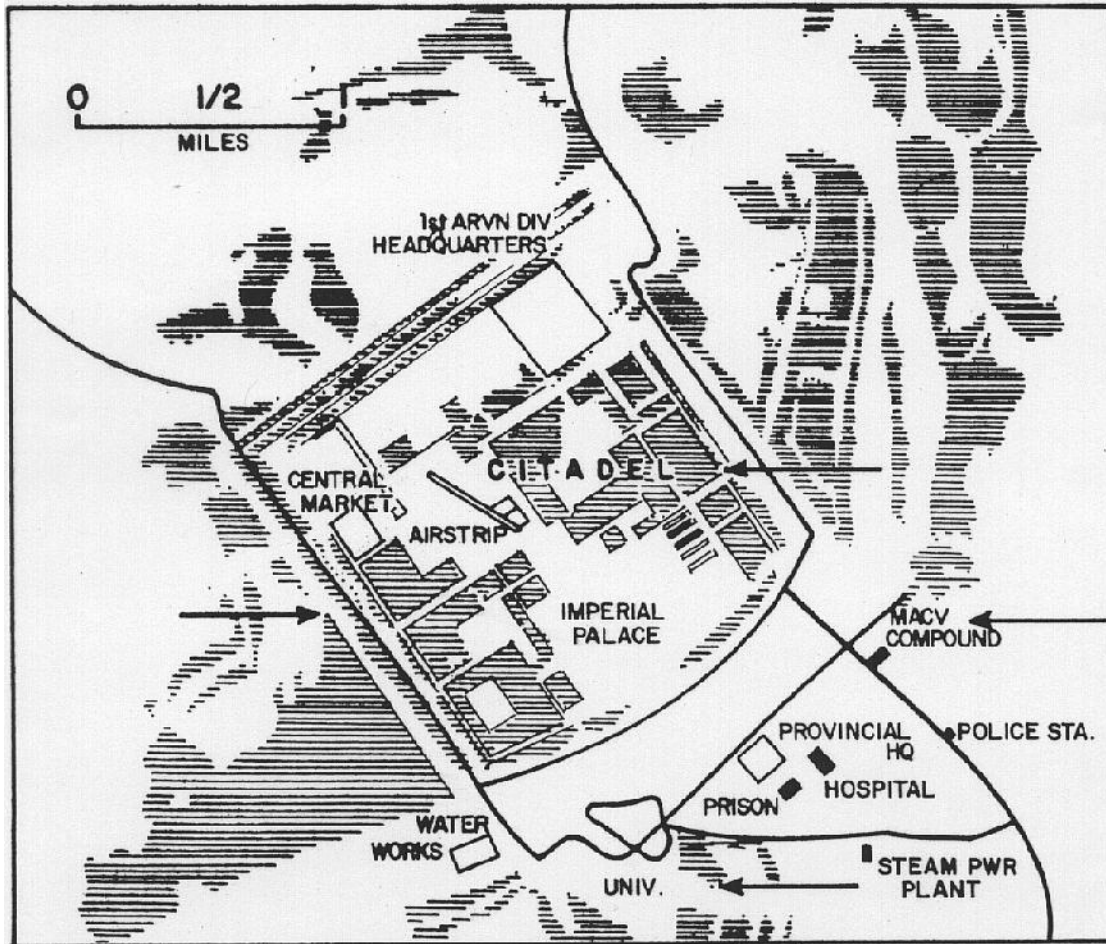 0 1/2
MILES
1st ARVN DIV
HEADQUARTERS
CITADEL
CENTRAL
MARKET
AIRSTRIP
IMPERIAL
PALACE
MACV
COMPOUND
PROVINCIAL
HQ
POLICE STA.
HOSPITAL
PRISON
WATER
WORKS
STEAM PWR
PLANT
UNIV.